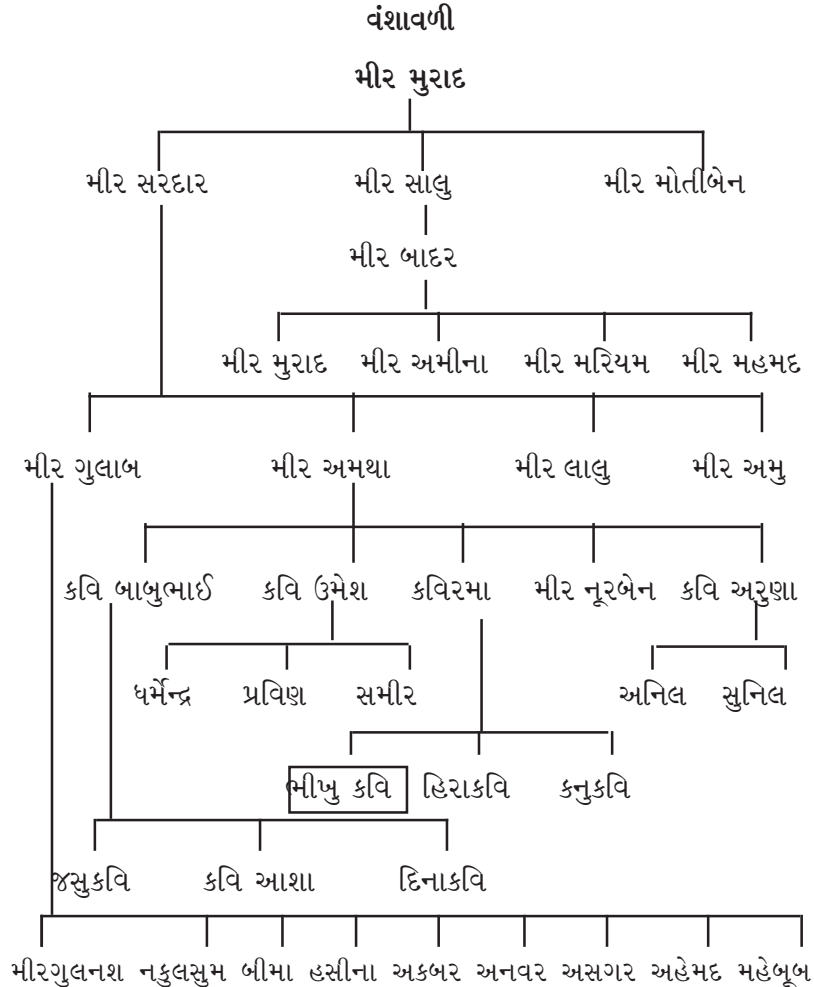 વંશાવળી
મીર મુરાદ
મીર સરદાર મીર સાલુ મીર મોતીબેન
મીર બાદર
મીર મુરાદ મીર અમીના મીર મરિયમ મીર મહમદ
મીર ગુલાબ મીર અમથા મીર લાલુ મીર અમુ
કવિ બાબુભાઈ કવિ ઉમેશ કવિરમા મીર નૂરબેન કવિ અરુણા
ધર્મેન્દ્ર પ્રવિણ સમીર અનિલ સુનિલ
ભીખુ કવિ હિરાકવિ કનુકવિ
જસુકવિ કવિ આશા દિનાકવિ
મીરગુલનશ નકુલસુમ બીમા હસીના અકબર અનવર અસગર અહેમદ મહેબૂબ